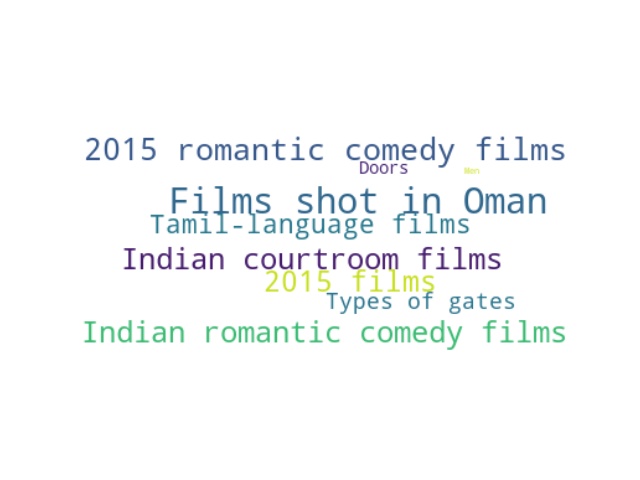 2015 romantic comedy films
Doors
Films shot in Oman
Tamil-language films
Indian courtroom films
2015 films
Types of gates
Indian romantic comedy films